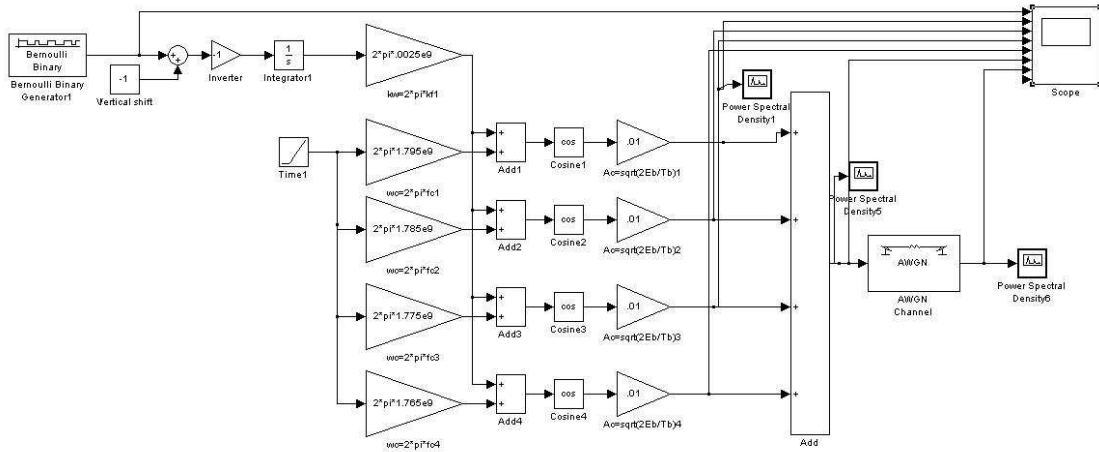 Bernoulli
Binary
Bernoulli Binary
Generator1
+
+
-1
Vertical shift
-1
Inverter
1
s
Integrator1
2*pi*.0025e9
kw=2*pi*kf1
Scope
Power Spectral
Density1
Time1
2*pi*1.795e9
wc=2*pi*fc1
+
+
Add1
cos
Cosine1
.01
Ac=sqrt(2Eb/Tb)1
+
2*pi*1.785e9
wc=2*pi*fc2
+
+
Add2
cos
Cosine2
.01
Ac=sqrt(2Eb/Tb)2
+
Power Spectral
Density5
AWGN
AWGN
Channel
Power Spectral
Density6
2*pi*1.775e9
wc=2*pi*fc3
+
+
Add3
cos
Cosine3
.01
Ac=sqrt(2Eb/Tb)3
+
2*pi*1.765e9
wc=2*pi*fc4
+
+
Add4
cos
Cosine4
.01
Ac=sqrt(2Eb/Tb)4
+
Add